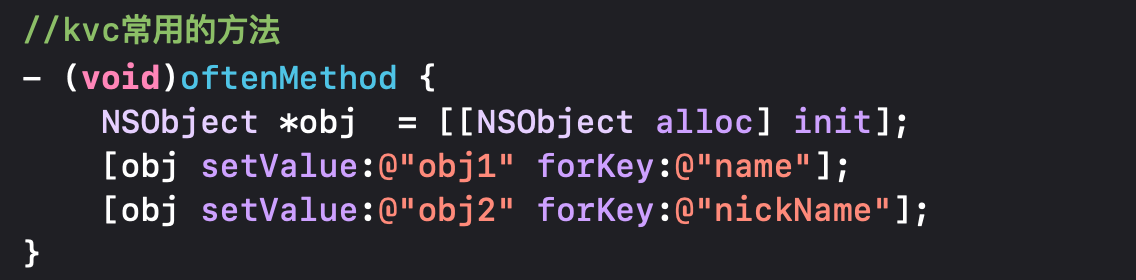 //kvc常用的方法
- (void)oftenMethod {
    NSObject *obj  = [[NSObject alloc] init];
    [obj setValue:@"obj1" forKey:@"name"];
    [obj setValue:@"obj2" forKey:@"nickName"];
}